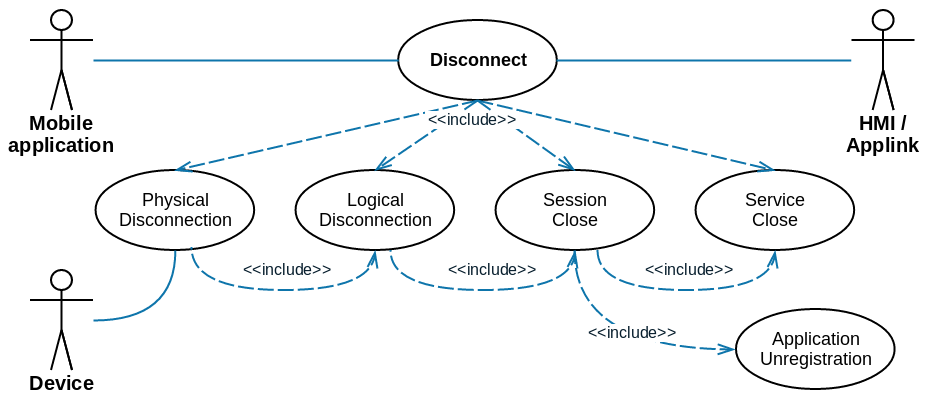 Disconnect
Mobile
application
HMI /
Applink
<<include>>
Physical
Disconnection
Logical
Disconnection
Session
Close
Service
Close
<<include>>
<<include>>
<<include>>
Device
<<include>>
Application
Unregistration